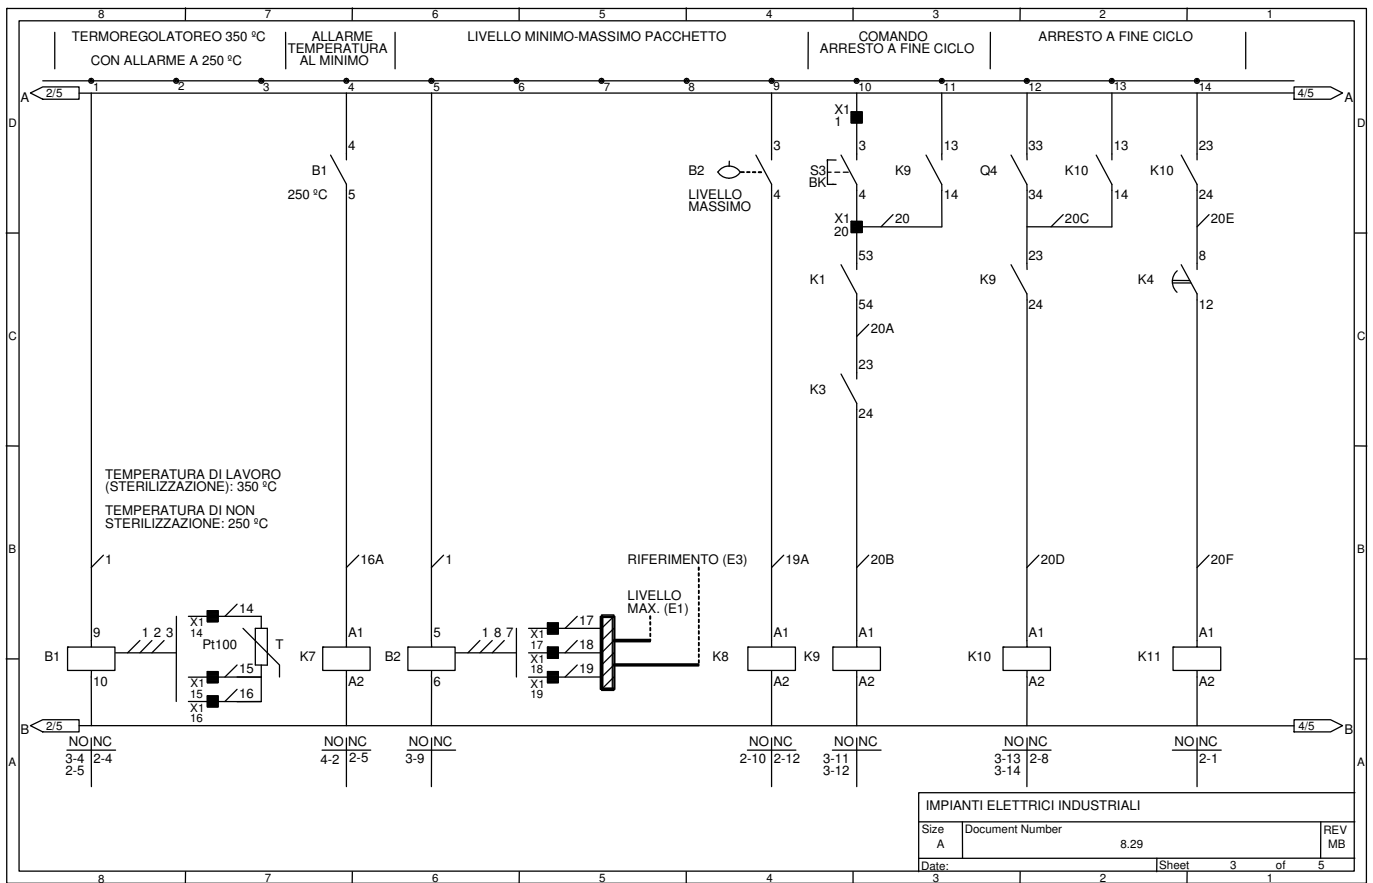 8 7 6 5 4 3 2 1
TERMOREGOLATOREO 350 ºC
CON ALLARME A 250 ºC
ALLARME
TEMPERATURA
AL MINIMO
LIVELLO MINIMO-MASSIMO PACCHETTO
COMANDO
ARRESTO A FINE CICLO
ARRESTO A FINE CICLO
A 2/5 1 2 3 4 5 6 7 8 9 10 11 12 13 14 4/5 A
D D
X1
1
4
B1
250 ºC 5
3
B2
4
LIVELLO
MASSIMO
3
S3
BK 4
13
K9
14
33
Q4
34
13
K10
14
23
K10
24
X1
20
20
20C
20E
C C
53
K1
54
23
K9
24
8
K4
12
20A
23
K3
24
TEMPERATURA DI LAVORO
(STERILIZZAZIONE): 350 ºC
TEMPERATURA DI NON
STERILIZZAZIONE: 250 ºC
B B
1 16A 1 19A 20B 20D 20F
RIFERIMENTO (E3)
LIVELLO
MAX. (E1)
9
B1
10
1 2 3
X1
14
14
Pt100 T
X1
15
15
X1
16
16
A1
K7
A2
5
B2
6
1 8 7
X1
17
17
X1
18
18
X1
19
19
A1
K8
A2
A1
K9
A2
A1
K10
A2
A1
K11
A2
B 2/5 4/5 B
A A
NO NC
3-4 2-4
2-5
NO NC
4-2 2-5
NO NC
3-9
NO NC
2-10 2-12
NO NC
3-11
3-12
NO NC
3-13 2-8
3-14
NO NC
2-1
IMPIANTI ELETTRICI INDUSTRIALI
Size Document Number REV
A 8.29 MB
Date: Sheet 3 of 5
8 7 6 5 4 3 2 1